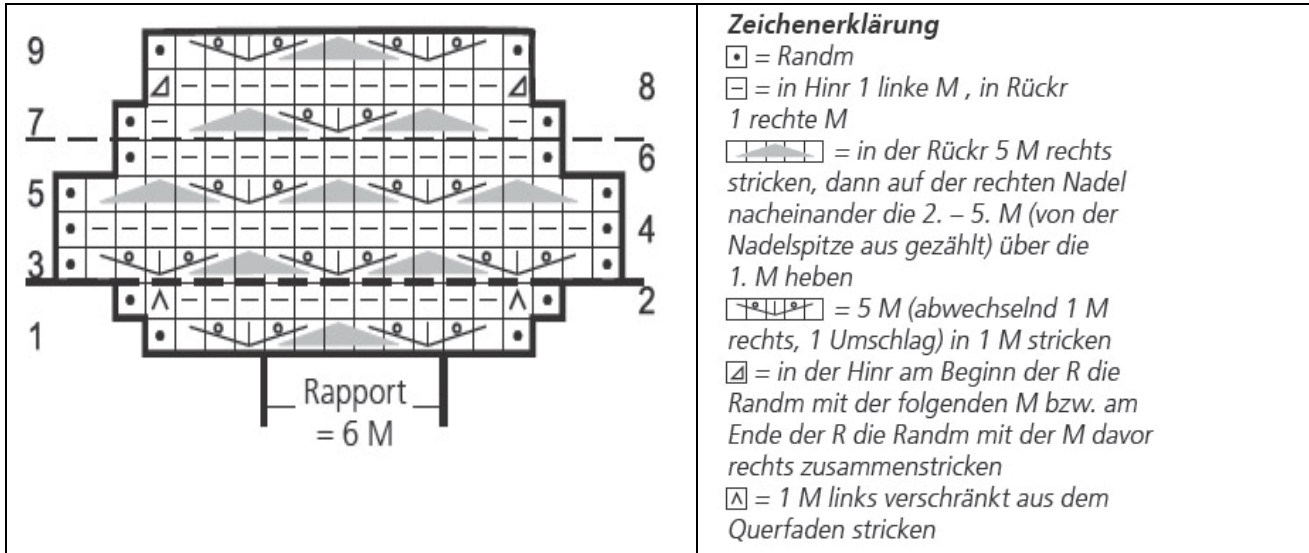 9
8
7
6
5
4
3
2
1
Rapport
= 6 M
Zeichenerklärung
= Randm
= in Hinr 1 linke M , in Rückr
1 rechte M
= in der Rückr 5 M rechts
stricken, dann auf der rechten Nadel
nacheinander die 2. – 5. M (von der
Nadelspitze aus gezählt) über die
1. M heben
= 5 M (abwechselnd 1 M
rechts, 1 Umschlag) in 1 M stricken
= in der Hinr am Beginn der R die
Randm mit der folgenden M bzw. am
Ende der R die Randm mit der M davor
rechts zusammenstricken
= 1 M links verschränkt aus dem
Querfaden stricken